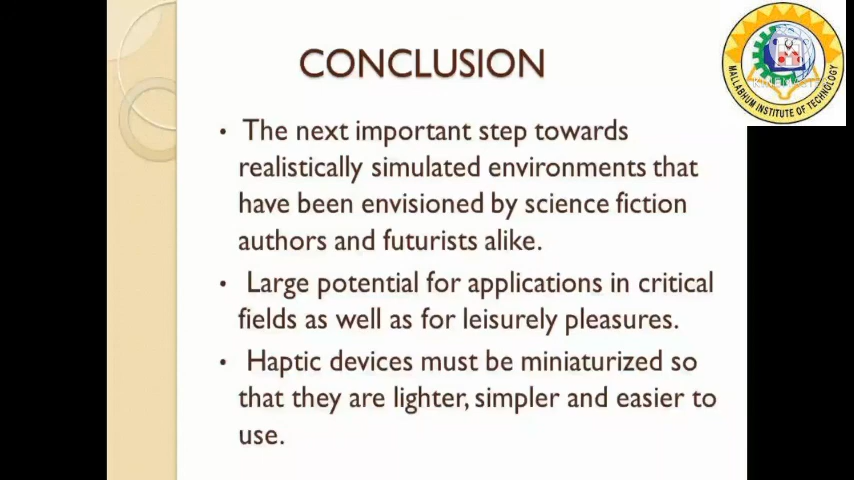 CONCLUSION
• The next important step towards
realistically simulated environments that
have been envisioned by science fiction
authors and futurists alike.
• Large potential for applications in critical
fields as well as for leisurely pleasures.
• Haptic devices must be miniaturized so
that they are lighter, simpler and easier to
use.
MALLABHUM INSTITUTE OF TECHNOLOGY